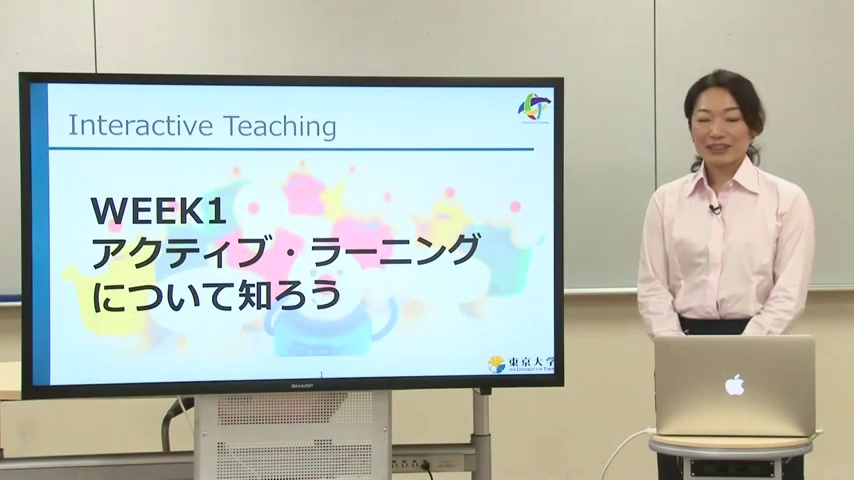 Interactive Teaching
WEEK1
アクティブ・ラーニング
について知ろう
東京大学
SHARP